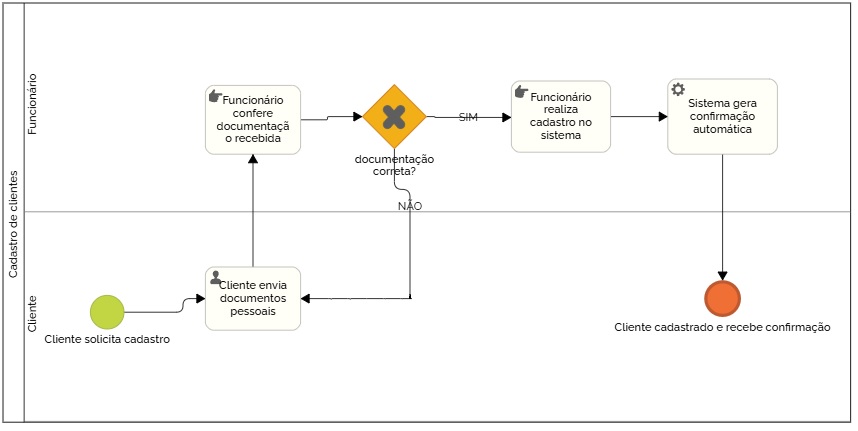 Cadastro de clientes
Funcionário
Funcionário
confere
documentaçã
o recebida
documentação
correta?
SIM
Funcionário
realiza
cadastro no
sistema
Sistema gera
confirmação
automática
NÃO
Cliente
Cliente solicita cadastro
Cliente envia
documentos
pessoais
Cliente cadastrado e recebe confirmação